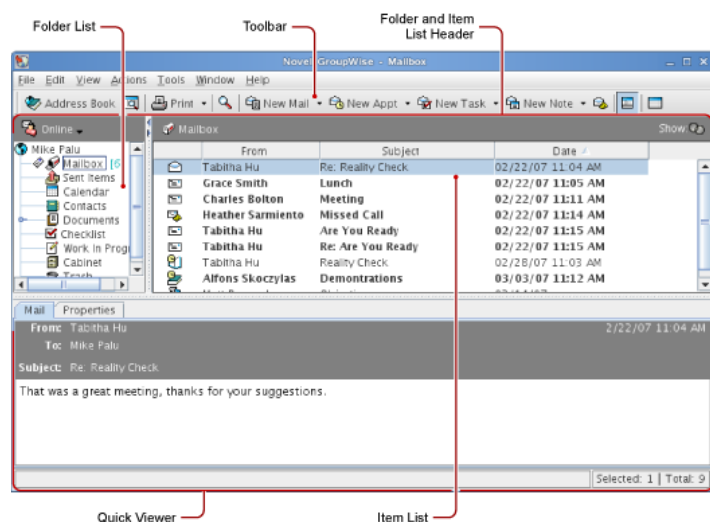 Folder List
Toolbar
Folder and Item
List Header
Novell GroupWise - Mailbox
File Edit View Actions Tools Window Help
Address Book Print New Mail New Appt New Task New Note
Online
Mailbox
Show
From Subject Date
Mike Palu
Mailbox [6
Sent Items
Calendar
Contacts
Documents
Checklist
Work In Progr
Cabinet
Trash
Tabitha Hu Re: Reality Check 02/22/07 11:04 AM
Grace Smith Lunch 02/22/07 11:05 AM
Charles Bolton Meeting 02/22/07 11:11 AM
Heather Sarmiento Missed Call 02/22/07 11:14 AM
Tabitha Hu Are You Ready 02/22/07 11:15 AM
Tabitha Hu Re: Are You Ready 02/22/07 11:15 AM
Tabitha Hu Reality Check 02/28/07 11:03 AM
Alfons Skoczylas Demontrations 03/03/07 11:12 AM
Mail Properties
From: Tabitha Hu 2/22/07 11:04 AM
To: Mike Palu
Subject: Re: Reality Check
That was a great meeting, thanks for your suggestions.
Selected: 1 Total: 9
Quick Viewer
Item List